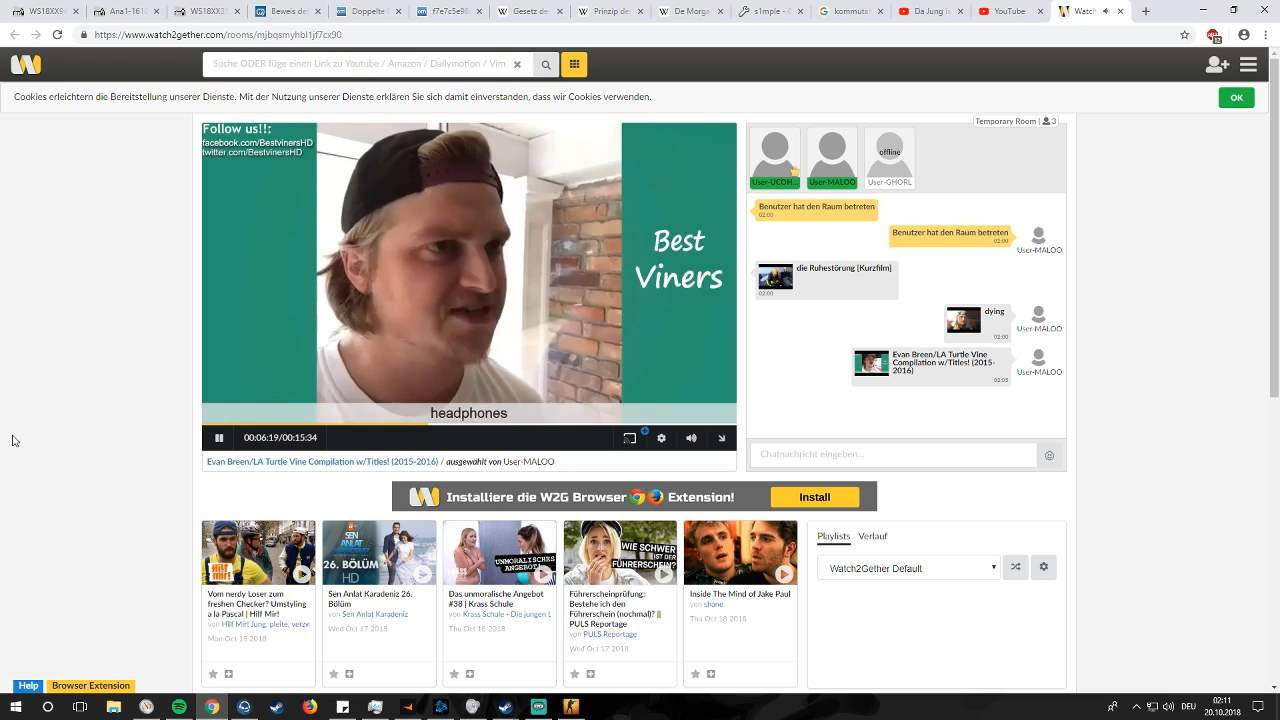 WS18XX9
Ana1-161(
WS18XX3!
Beweis de
Doppelte N
f7e7c5e96
Gesetz der
Prinzip der
De Morga
s1mple - C
kommutat
Da Jung is
YouTube
Watc
https://www.watch2gether.com/rooms/mjbqsmyhbl1jf7cx90
Suche ODER füge einen Link zu Youtube / Amazon / Dailymotion / Vim
Cookies erleichtern die Bereitstellung unserer Dienste. Mit der Nutzung unserer Dienste erklären Sie sich damit einverstanden, dass wir Cookies verwenden.
OK
Follow us!!:
facebook.com/BestvinersHD
twitter.com/BestvinersHD
Best
Viners
headphones
00:06:19/00:15:34
Evan Breen/LA Turtle Vine Compilation w/Titles! (2015-2016) / ausgewählt von User-MALOO
Temporary Room | 3
offline
User-UCOH...
User-MALOO
User-GHORL
Benutzer hat den Raum betreten
02:00
Benutzer hat den Raum betreten
02:00
User-MALOO
die Ruhestörung [Kurzfilm]
02:00
dying
02:00
User-MALOO
Evan Breen/LA Turtle Vine
Compilation w/Titles! (2015-
2016)
02:05
User-MALOO
Chatnachricht eingeben...
Installiere die W2G Browser Extension!
Install
Hilf
mir!
SEN
ANLAT
26. BÖLÜM
HD
UNMORALISCHES
ANGEBOT!
WIE SCHWER
IST DER
FÜHRERSCHEIN?
Vom nerdy Loser zum
freshen Checker? Umstyling
a la Pascal | Hilf Mir!
von Hilf Mir! Jung, pleite, verzw
Mon Oct 15 2018
Sen Anlat Karadeniz 26.
Bölüm
von Sen Anlat Karadeniz
Wed Oct 17 2018
Das unmoralische Angebot
#38 | Krass Schule
von Krass Schule - Die jungen L
Thu Oct 18 2018
Führerscheinprüfung:
Bestehe ich den
Führerschein (nochmal)?
PULS Reportage
von PULS Reportage
Wed Oct 17 2018
Inside The Mind of Jake Paul
von shane
Thu Oct 18 2018
Playlists
Verlauf
Watch2Gether Default
Help
Browser Extension
DEU
02:11
20.10.2018